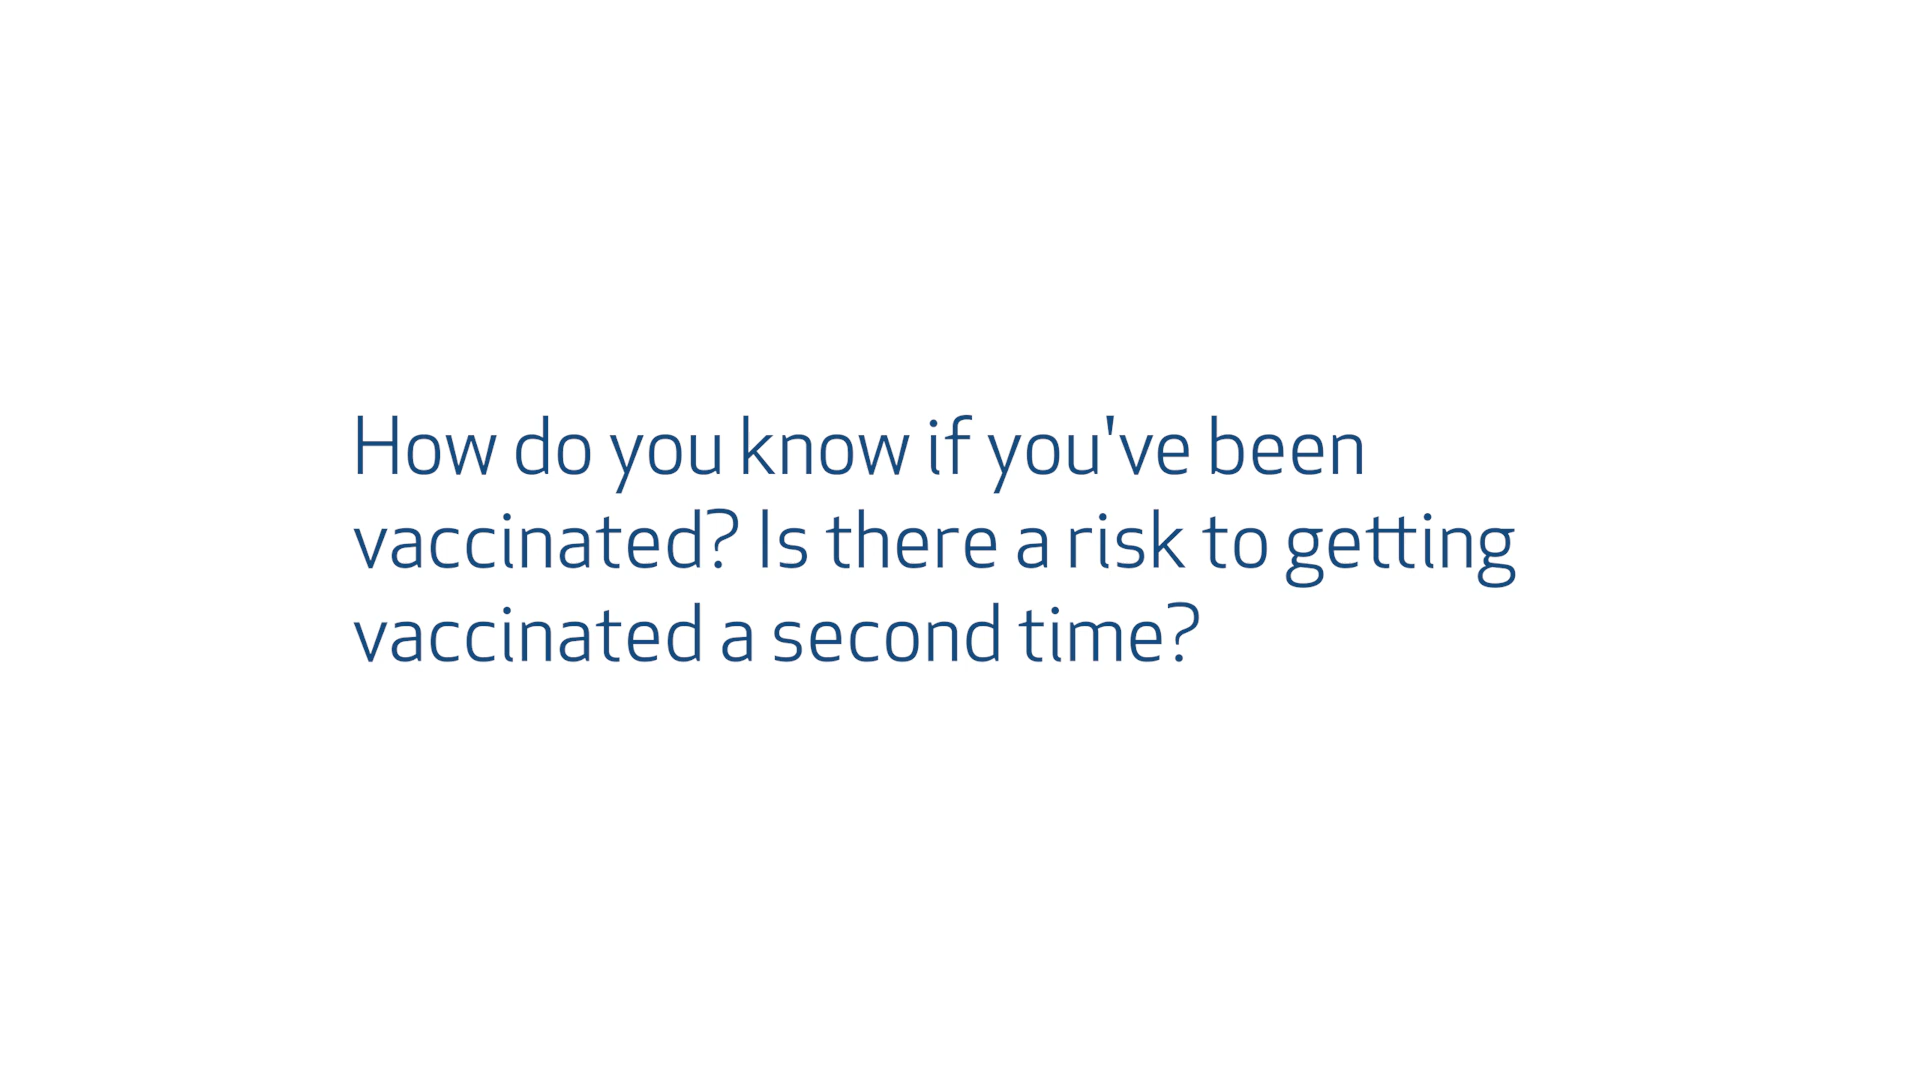 How do you know if you've been
vaccinated? Is there a risk to getting
vaccinated a second time?